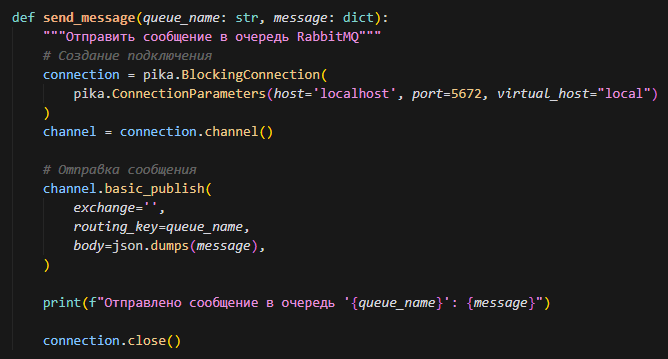 def send_message(queue_name: str, message: dict):
    """Отправить сообщение в очередь RabbitMQ"""
    # Создание подключения
    connection = pika.BlockingConnection(
        pika.ConnectionParameters(host='localhost', port=5672, virtual_host="local")
    )
    channel = connection.channel()

    # Отправка сообщения
    channel.basic_publish(
        exchange='',
        routing_key=queue_name,
        body=json.dumps(message),
    )

    print(f"Отправлено сообщение в очередь '{queue_name}': {message}")

    connection.close()